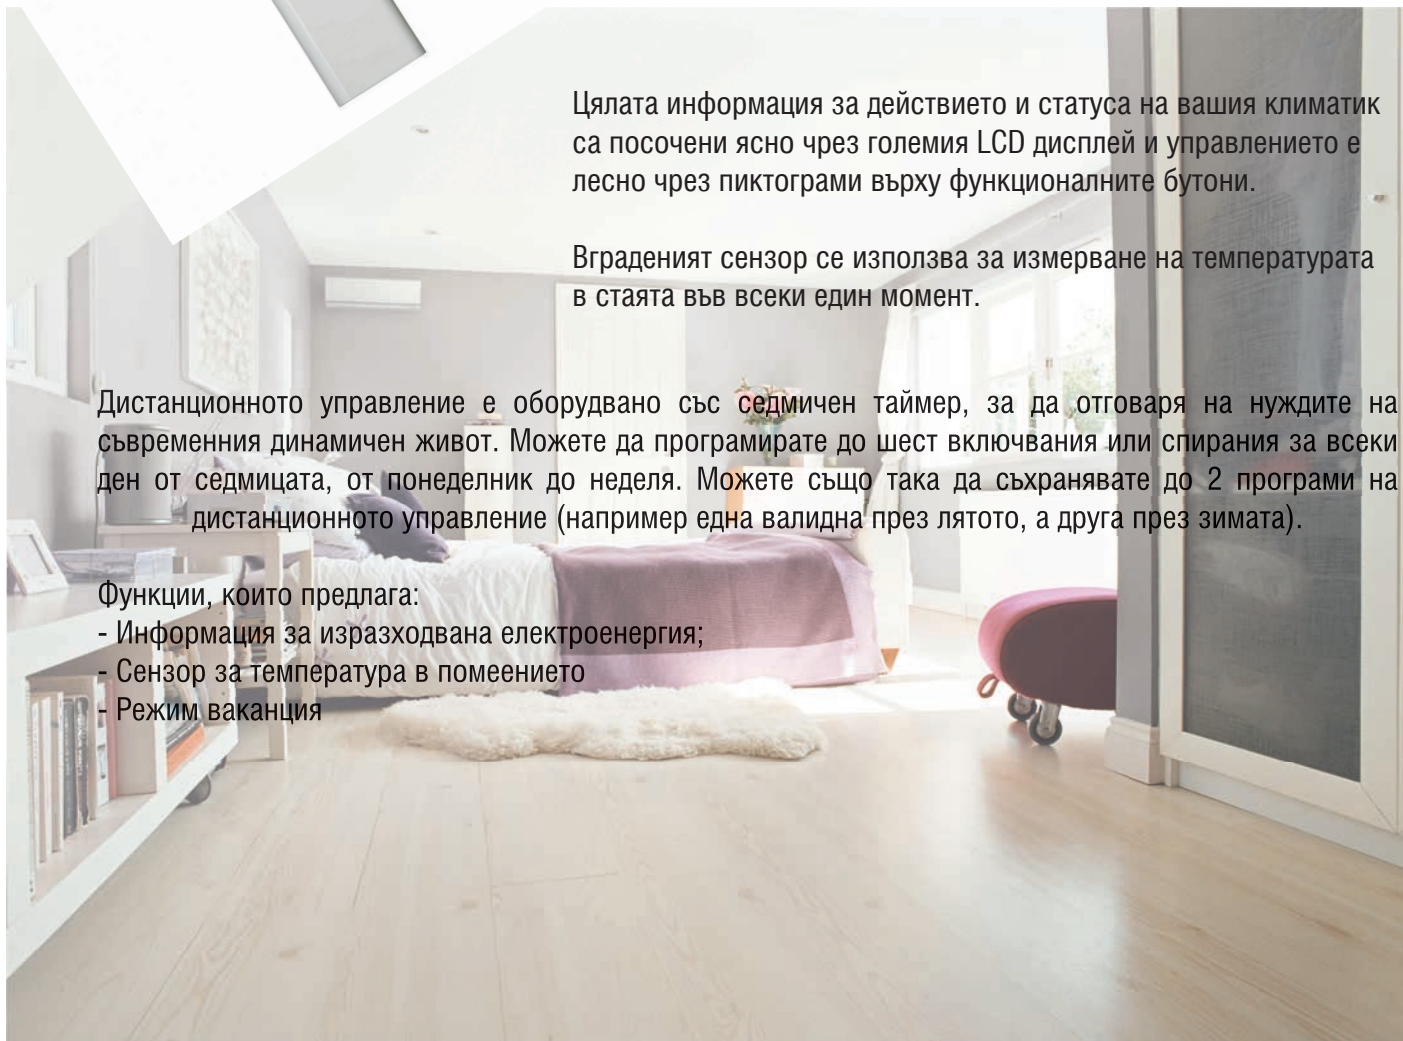 Цялата информация за действието и статуса на вашия климатик
са посочени ясно чрез големия LCD дисплей и управлението е
лесно чрез пиктограми върху функционалните бутони.
Вграденият сензор се използва за измерване на температурата
в стаята във всеки един момент.
Дистанционното управление е оборудвано със седмичен таймер, за да отговаря на нуждите на
съвременния динамичен живот. Можете да програмирате до шест включвания или спирания за всеки
ден от седмицата, от понеделник до неделя. Можете също така да съхранявате до 2 програми на
дистанционното управление (например една валидна през лятото, а друга през зимата).
Функции, които предлага:
- Информация за изразходвана електроенергия;
- Сензор за температура в помеението
- Режим ваканция